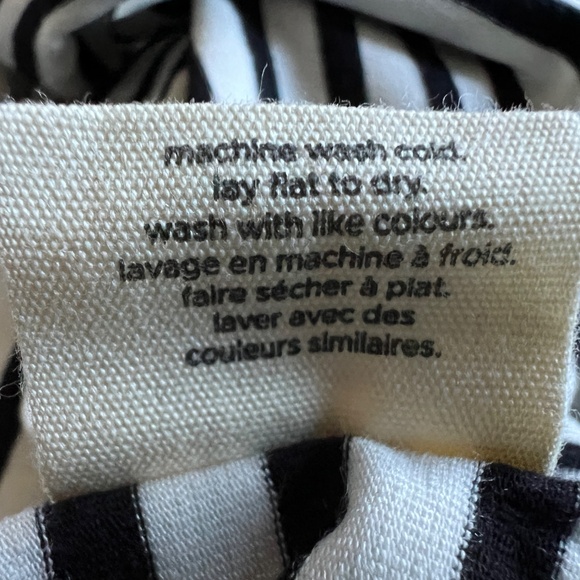 machine wash cold.
lay flat to dry.
wash with like colours.
lavage en machine à froid.
faire sécher à plat.
laver avec des
couleurs similaires.